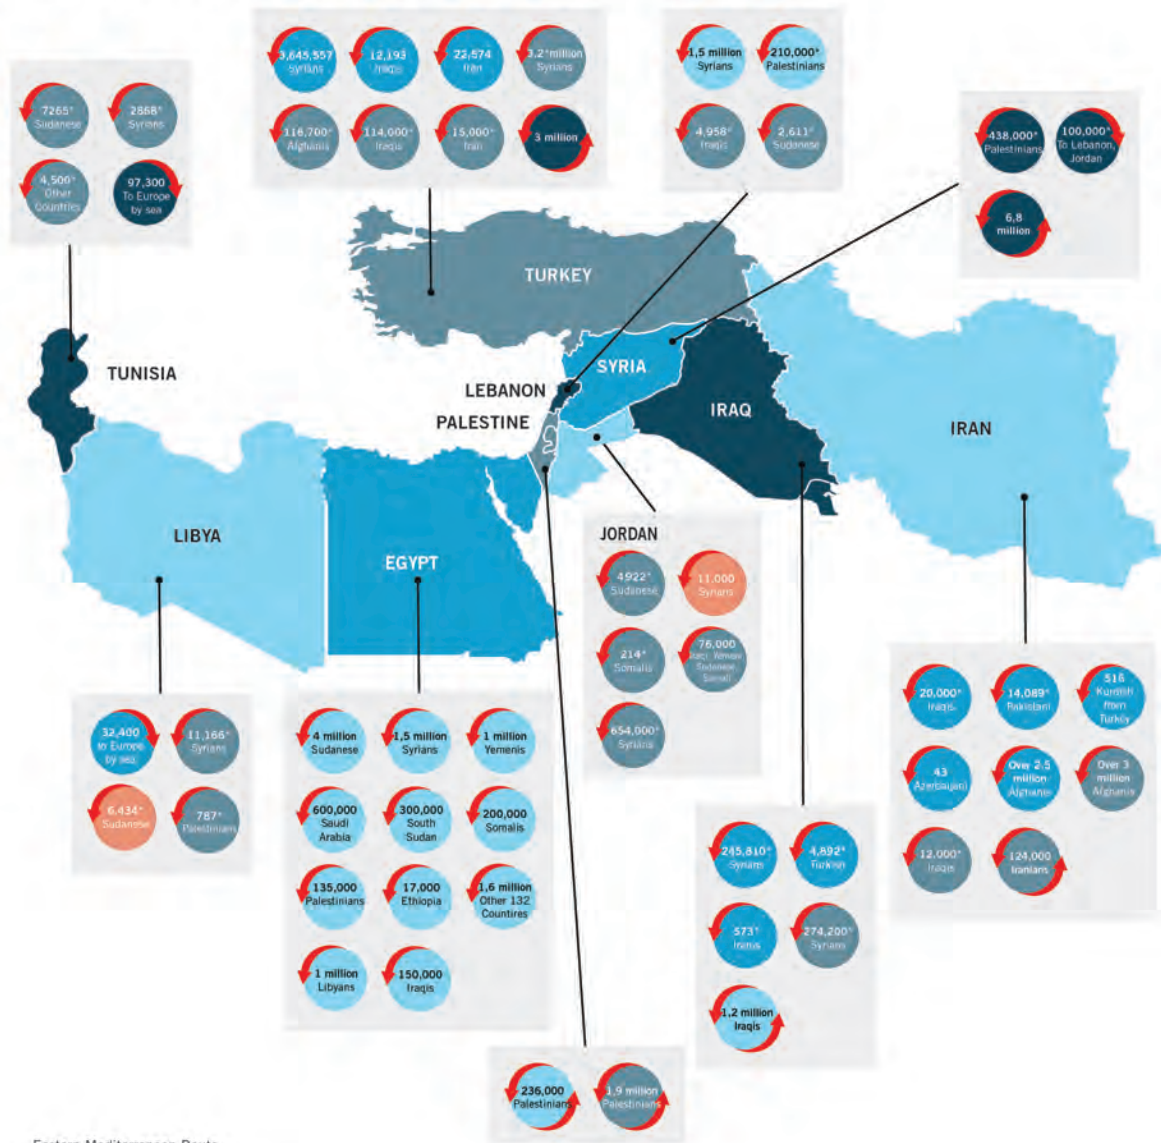 3,645,557
Syrians
12,193
Iraqis
22,574
Iran
3.2*million
Syrians
116,700*
Afghanis
114,000*
Iraqis
15,000*
Iran
3 million
1,5 million
Syrians
210,000*
Palestinians
4,958*
Iraqis
2,611*
Sudanese
7265*
Sudanese
2868*
Syrians
4,500*
Other
Countries
97,300
To Europe
by sea
438,000*
Palestinians
100,000*
To Lebanon,
Jordan
6,8
million
TURKEY
TUNISIA
SYRIA
LEBANON
PALESTINE
IRAQ
IRAN
LIBYA
EGYPT
JORDAN
4922*
Sudanese
11,000
Syrians
214*
Somalis
76,000
Yemeni
Sudanese
Somali
654,000*
Syrians
32,400
to Europe
by sea
11,166*
Syrians
6,434*
Sudanese
787*
Palestinians
4 million
Sudanese
1,5 million
Syrians
1 million
Yemenis
600,000
Saudi
Arabia
300,000
South
Sudan
200,000
Somalis
135,000
Palestinians
17,000
Ethiopia
1,6 million
Other 132
Countires
1 million
Libyans
150,000
Iraqis
20,000*
Iraqis
14,089*
Pakistani
516
Kurdish
from
Turkey
43
Azerbaijani
Over 2.5
million
Afghanis
Over 3
million
Afghanis
12,000*
Iraqis
124,000
Iranians
245,810*
Syrians
4,892*
Turkish
573*
Iranis
274,200*
Syrians
1,2 million
Iraqis
236,000
Palestinians
1,9 million
Palestinians